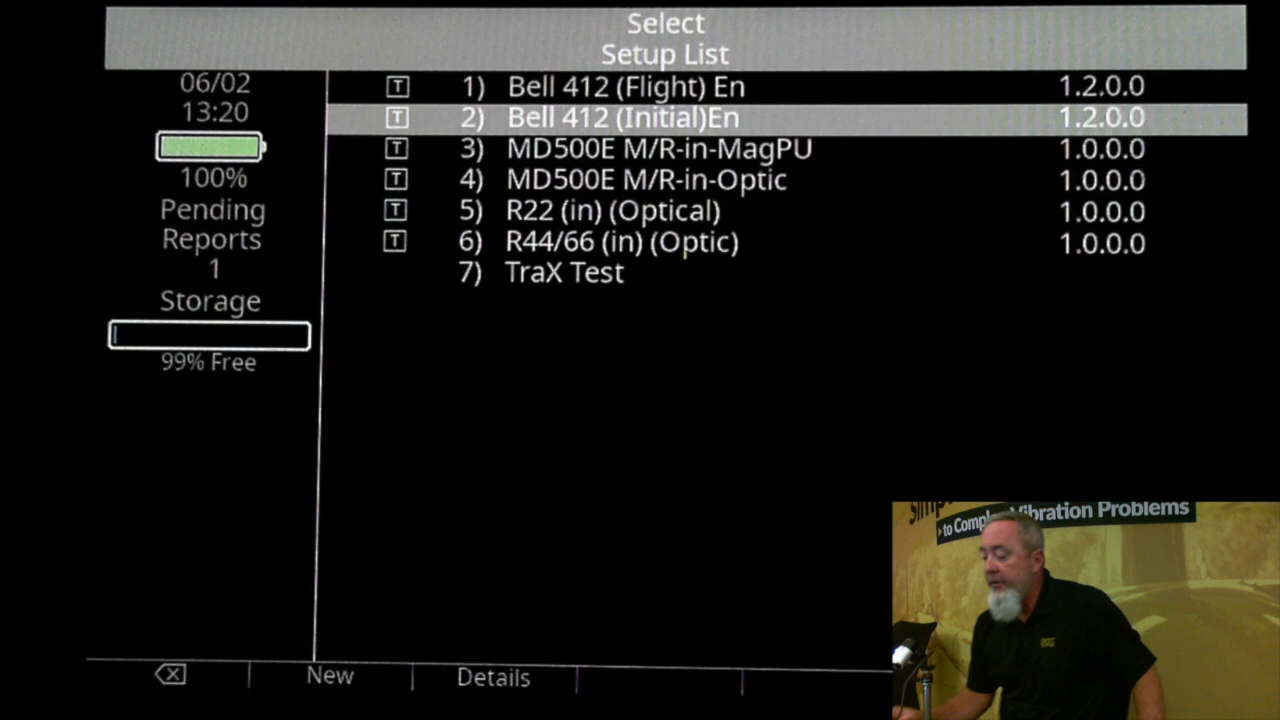 Select
Setup List
06/02
13:20
100%
Pending
Reports
1
Storage
99% Free
T 1) Bell 412 (Flight) En 1.2.0.0
T 2) Bell 412 (Initial)En 1.2.0.0
T 3) MD500E M/R-in-MagPU 1.0.0.0
T 4) MD500E M/R-in-Optic 1.0.0.0
T 5) R22 (in) (Optical) 1.0.0.0
T 6) R44/66 (in) (Optic) 1.0.0.0
7) TraX Test
New Details
to Vibration Problems